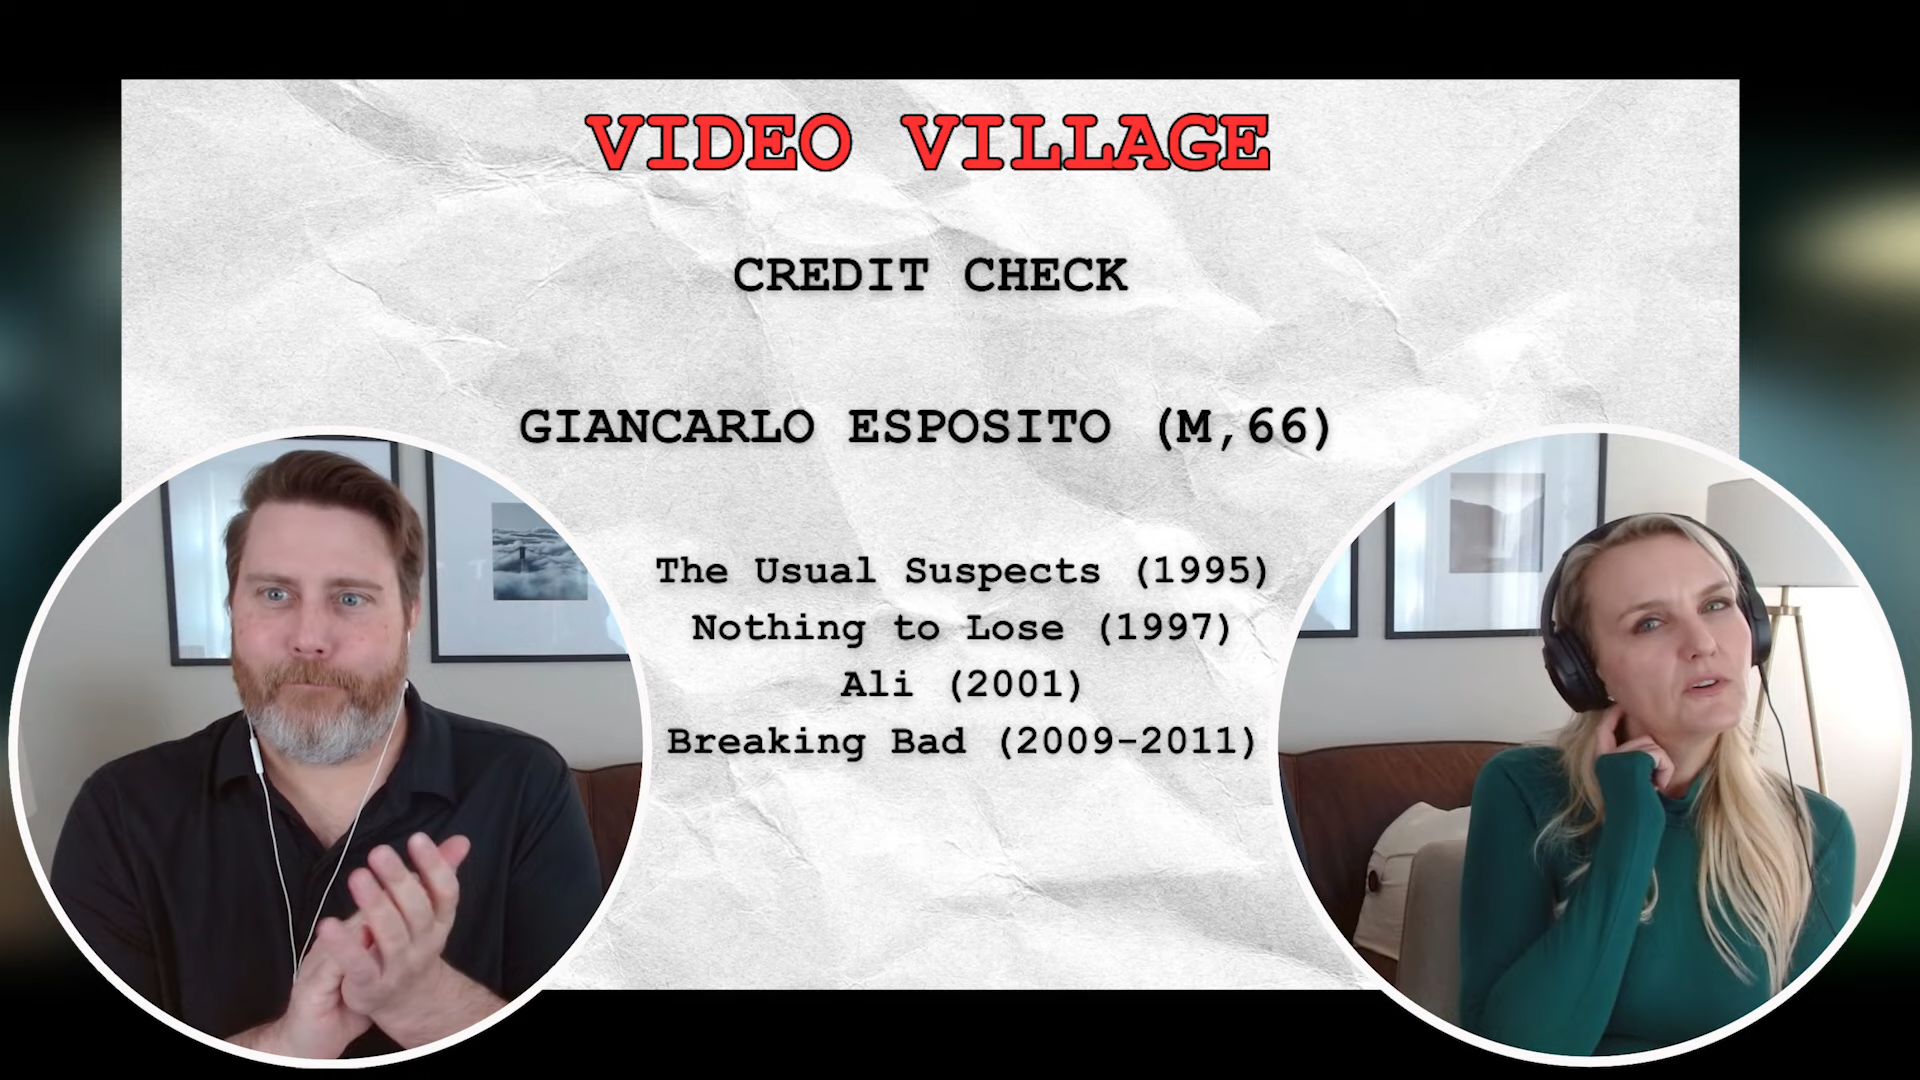 VIDEO VILLAGE
CREDIT CHECK
GIANCARLO ESPOSITO (M,66)
The Usual Suspects (1995)
Nothing to Lose (1997)
Ali (2001)
Breaking Bad (2009-2011)